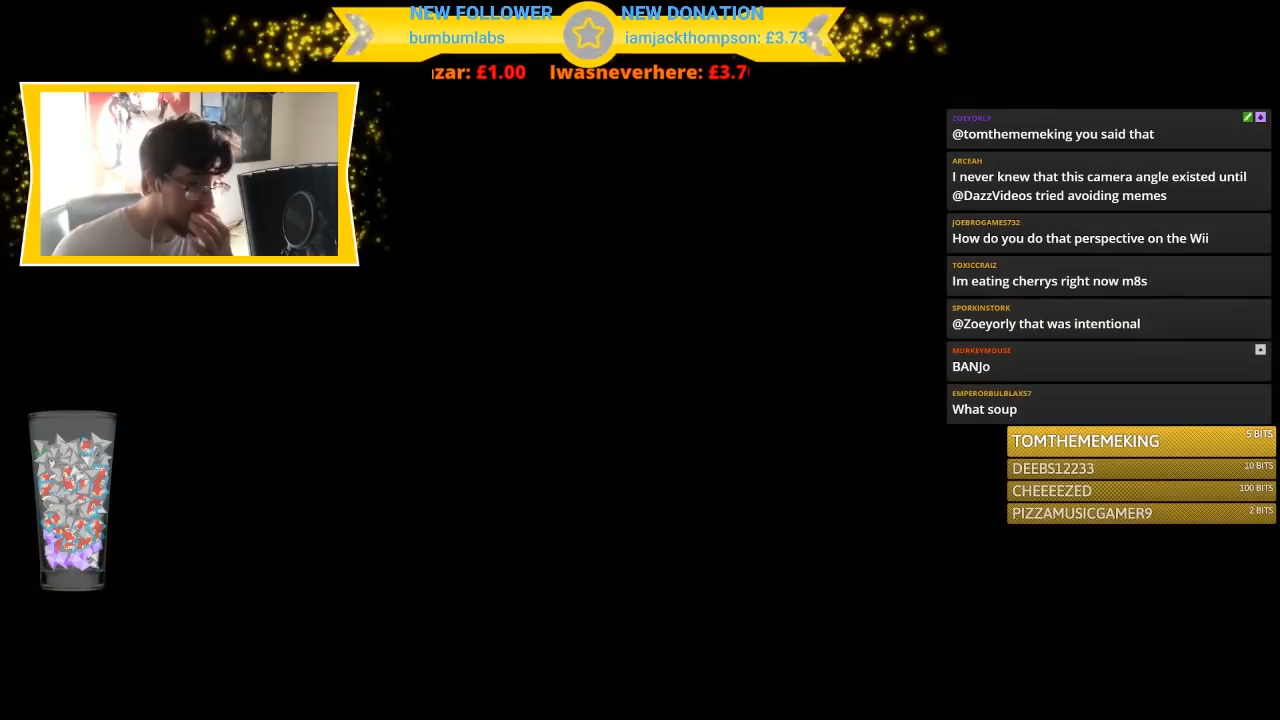 NEW FOLLOWER
NEW DONATION
bumbumlabs
iamjackthompson: £3.73
zar: £1.00 Iwasneverhere: £3.7
ZOEYORLY
@tomthememeking you said that
ARCEAH
I never knew that this camera angle existed until
@DazzVideos tried avoiding memes
JOEBROGAMES732
How do you do that perspective on the Wii
TOXICCRAIZ
Im eating cherrys right now m8s
SPORKINSTORK
@Zoeyorly that was intentional
MURKEYMOUSE
BANJo
EMPERORBULBLAX57
What soup
TOMTHEMEMEKING 5 BITS
DEEBS12233 10 BITS
CHEEEEZED 100 BITS
PIZZAMUSICGAMER9 2 BITS